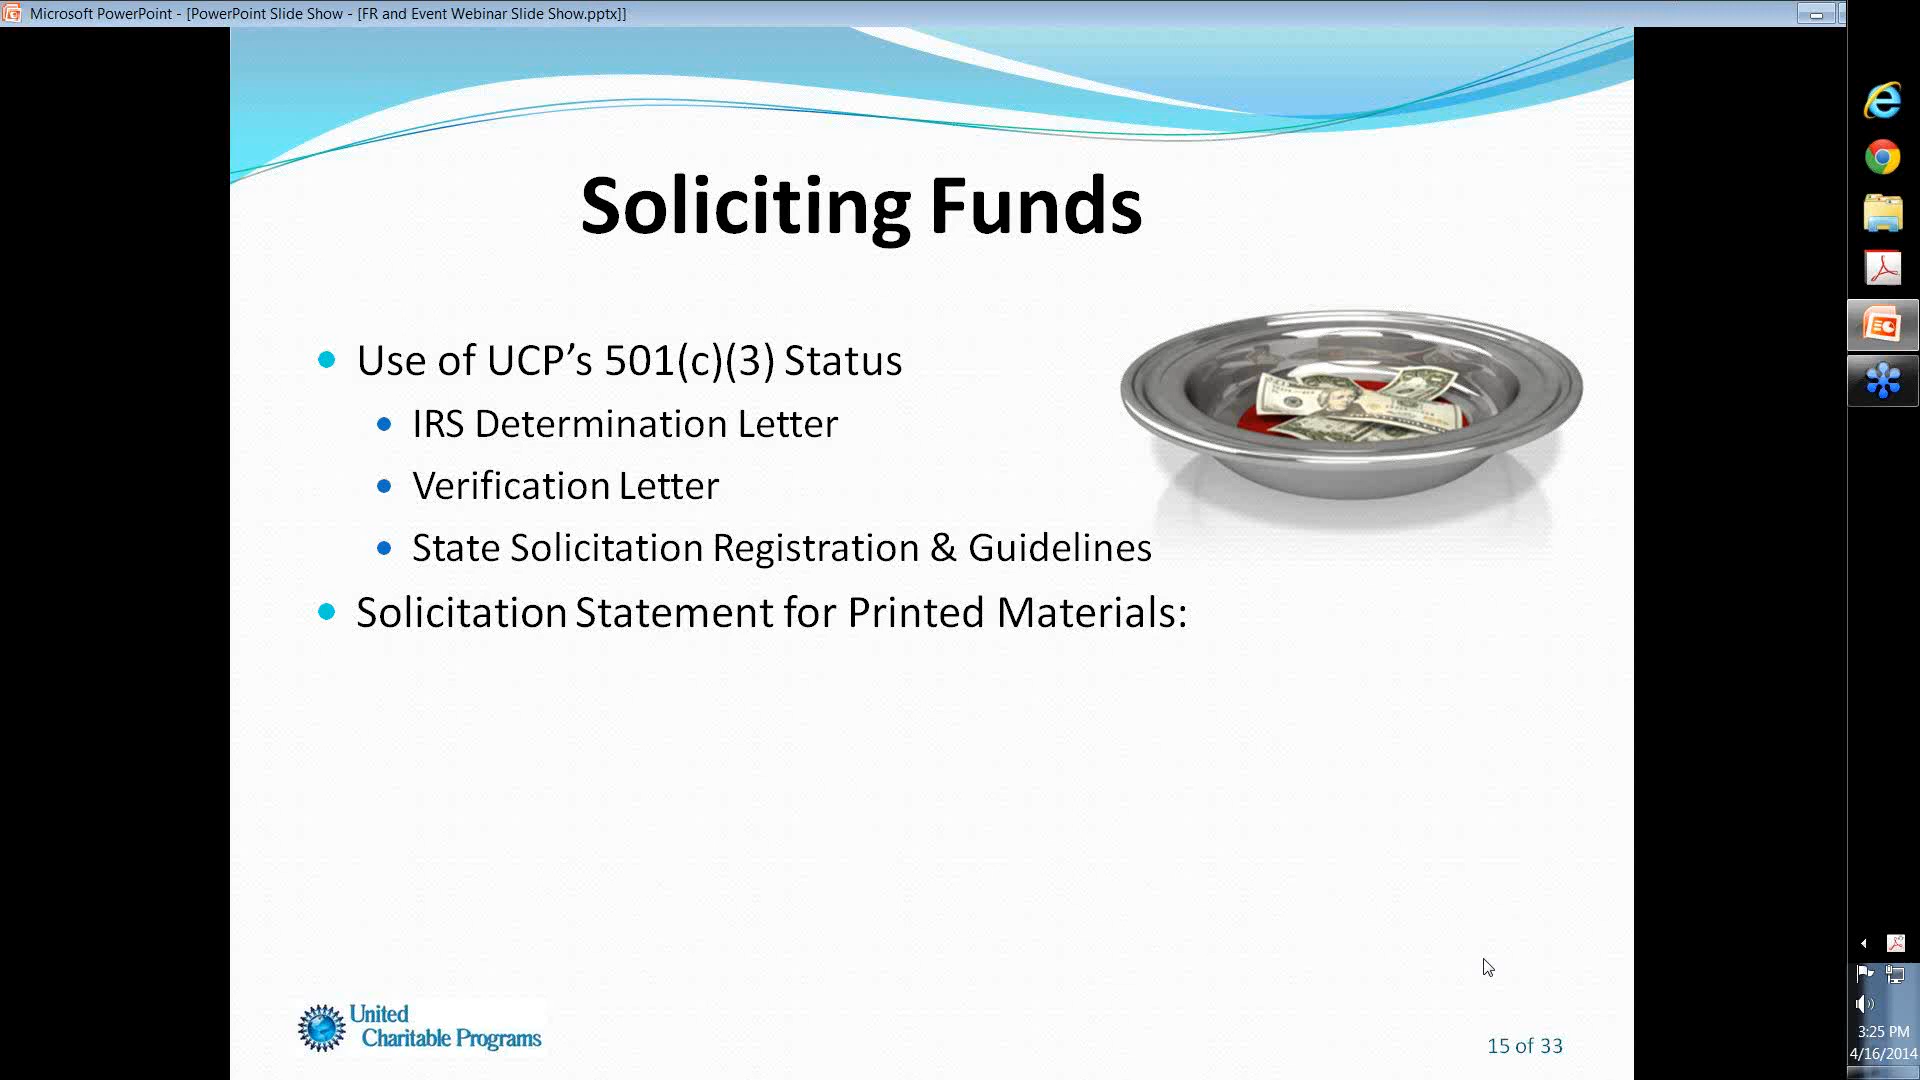 Microsoft PowerPoint - [PowerPoint Slide Show - [FR and Event Webinar Slide Show.pptx]]
Soliciting Funds
Use of UCP’s 501(c)(3) Status
IRS Determination Letter
Verification Letter
State Solicitation Registration & Guidelines
Solicitation Statement for Printed Materials:
United
Charitable Programs
15 of 33
3:25 PM
4/16/2014